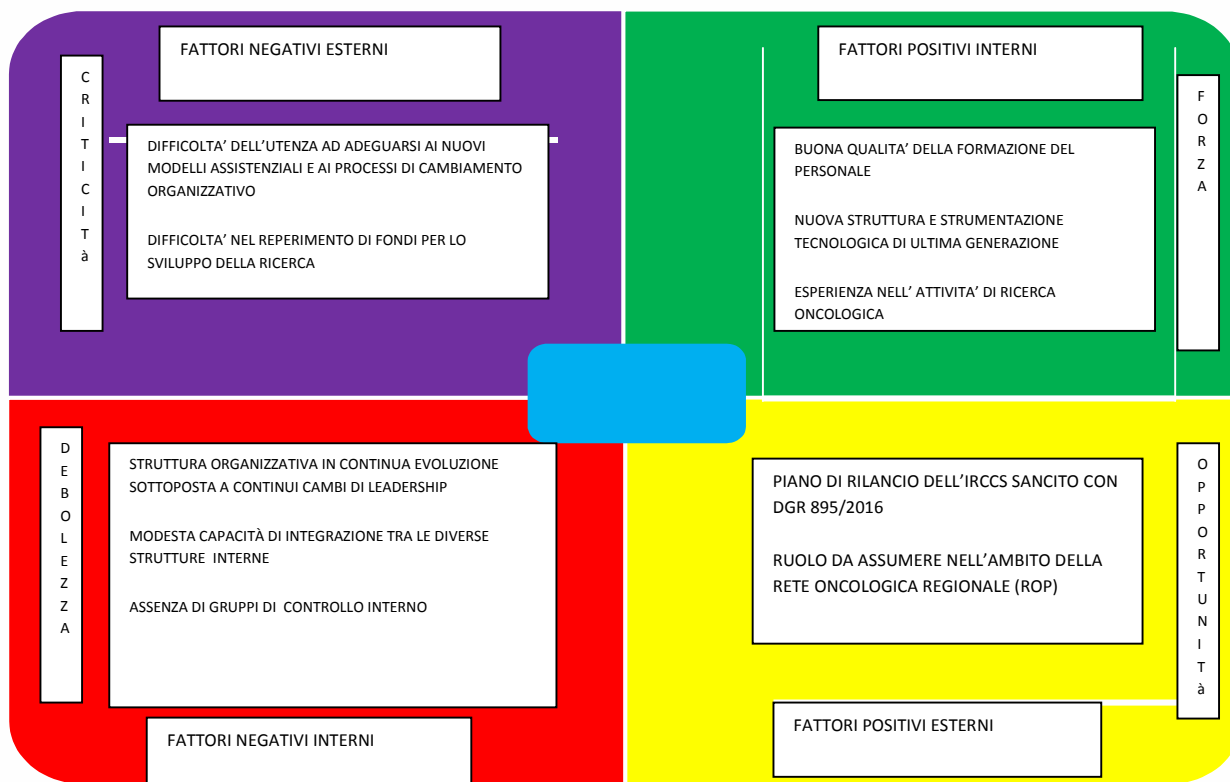 FATTORI NEGATIVI ESTERNI
C
R
I
T
I
C
I
T
à
DIFFICOLTA’ DELL’UTENZA AD ADEGUARSI AI NUOVI
MODELLI ASSISTENZIALI E AI PROCESSI DI CAMBIAMENTO
ORGANIZZATIVO
DIFFICOLTA’ NEL REPERIMENTO DI FONDI PER LO
SVILUPPO DELLA RICERCA
FATTORI POSITIVI INTERNI
F
O
R
Z
A
BUONA QUALITA’ DELLA FORMAZIONE DEL
PERSONALE
NUOVA STRUTTURA E STRUMENTAZIONE
TECNOLOGICA DI ULTIMA GENERAZIONE
ESPERIENZA NELL’ ATTIVITA’ DI RICERCA
ONCOLOGICA
D
E
B
O
L
E
Z
Z
A
STRUTTURA ORGANIZZATIVA IN CONTINUA EVOLUZIONE
SOTTOPOSTA A CONTINUI CAMBI DI LEADERSHIP
MODESTA CAPACITÀ DI INTEGRAZIONE TRA LE DIVERSE
STRUTTURE INTERNE
ASSENZA DI GRUPPI DI CONTROLLO INTERNO
FATTORI NEGATIVI INTERNI
PIANO DI RILANCIO DELL’IRCCS SANCITO CON
DGR 895/2016
RUOLO DA ASSUMERE NELL’AMBITO DELLA
RETE ONCOLOGICA REGIONALE (ROP)
O
P
P
O
R
T
U
N
I
T
à
FATTORI POSITIVI ESTERNI